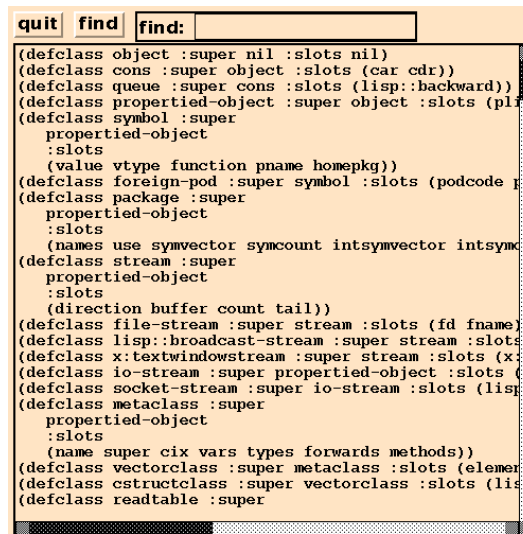 quit find find:
(defclass object :super nil :slots nil)
(defclass cons :super object :slots (car cdr))
(defclass queue :super cons :slots (lisp::backward))
(defclass propertied-object :super object :slots (pli
(defclass symbol :super
propertied-object
:slots
(value vtype function pname homepkg))
(defclass foreign-pod :super symbol :slots (podcode p
(defclass package :super
propertied-object
:slots
(names use symvector symcount intsymvector intsymc
(defclass stream :super
propertied-object
:slots
(direction buffer count tail))
(defclass file-stream :super stream :slots (fd fname)
(defclass lisp::broadcast-stream :super stream :slots
(defclass x:textwindowstream :super stream :slots (x:
(defclass io-stream :super propertied-object :slots (
(defclass socket-stream :super io-stream :slots (lisp
(defclass metaclass :super
propertied-object
:slots
(name super cix vars types forwards methods))
(defclass vectorclass :super metaclass :slots (elemen
(defclass cstructclass :super vectorclass :slots (lis
(defclass readtable :super